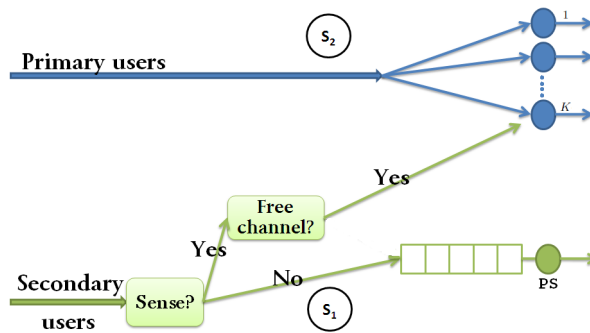 S2
1
Primary users
K
Yes
Free
channel?
Yes
Secondary
users
Sense?
No
S1
PS